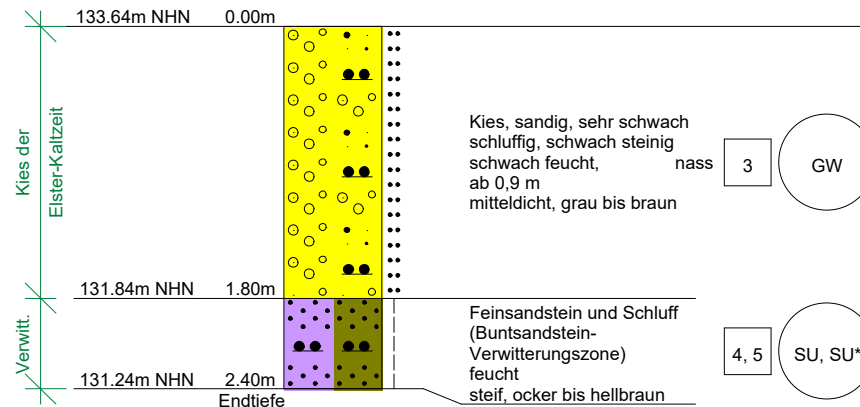 133.64m NHN 0.00m
Kies der
Elster-Kaltzeit
Kies, sandig, sehr schwach
schluffig, schwach steinig
schwach feucht, nass
ab 0,9 m
mitteldicht, grau bis braun
3
GW
131.84m NHN 1.80m
Verwitt.
Feinsandstein und Schluff
(Buntsandstein-
Verwitterungszone)
feucht
steif, ocker bis hellbraun
4, 5
SU, SU*
131.24m NHN 2.40m
Endtiefe